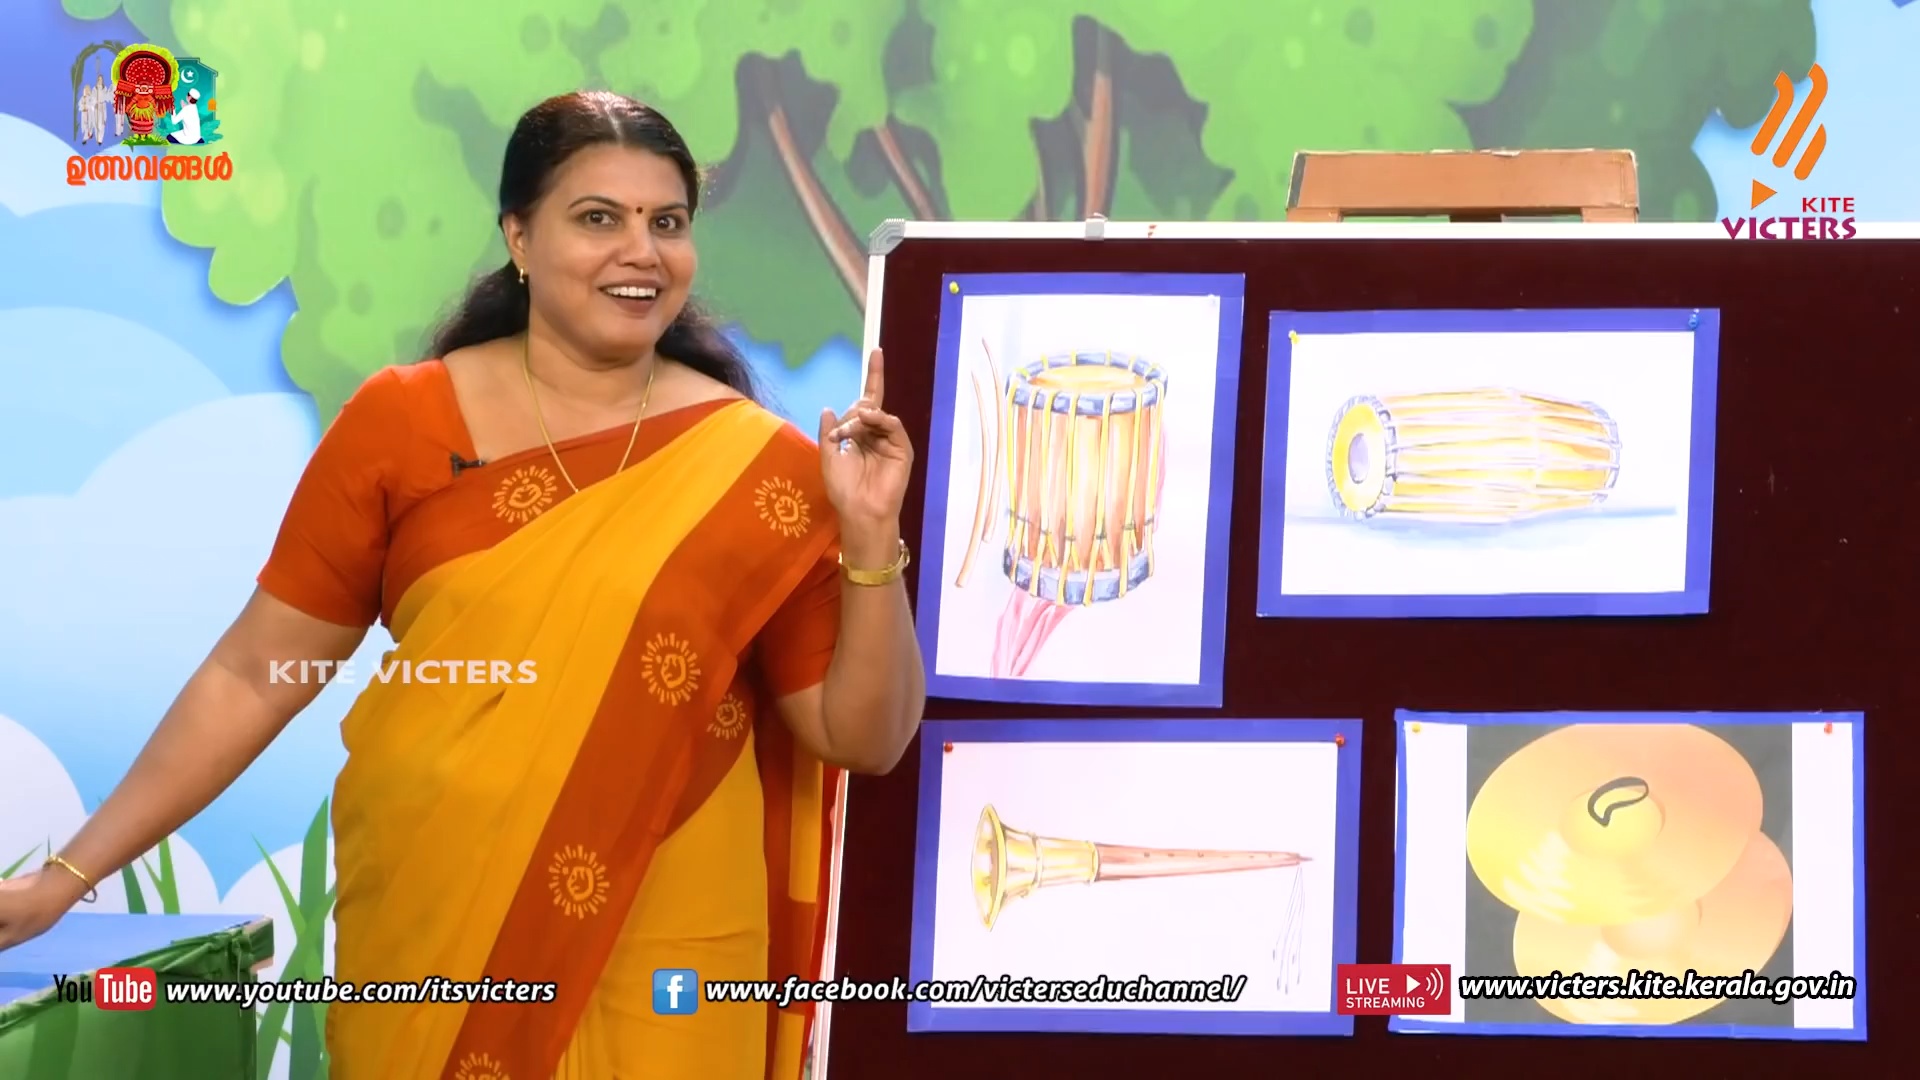 ഉത്സവങ്ങൾ
KITE
VICTERS
KITE VICTERS
YouTube www.youtube.com/itsvicters
f www.facebook.com/victerseduchannel/
LIVE
STREAMING
www.victers.kite.kerala.gov.in